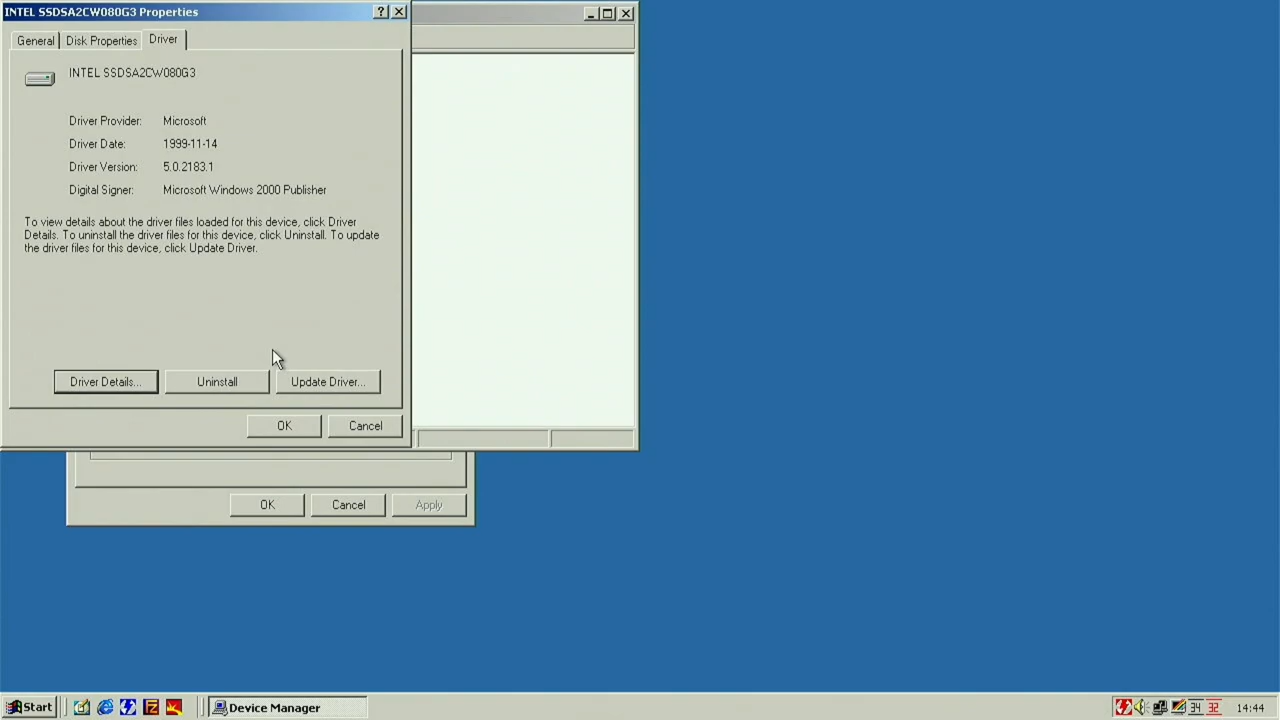 INTEL SSDSA2CW080G3 Properties
General
Disk Properties
Driver
INTEL SSDSA2CW080G3
Driver Provider: Microsoft
Driver Date: 1999-11-14
Driver Version: 5.0.2183.1
Digital Signer: Microsoft Windows 2000 Publisher
To view details about the driver files loaded for this device, click Driver
Details. To uninstall the driver files for this device, click Uninstall. To update
the driver files for this device, click Update Driver.
Driver Details...
Uninstall
Update Driver...
OK
Cancel
OK
Cancel
Apply
Start
Device Manager
34
32
14:44